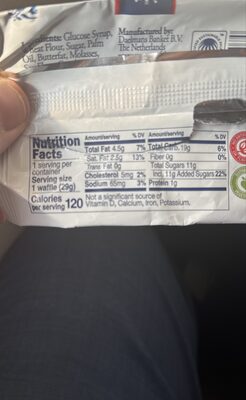 Ingredients: Glucose Syrup,
Wheat Flour, Sugar, Palm
Oil, Butterfat, Molasses,
Manufactured by:
Daelmans Banket B.V.
The Netherlands
Nutrition
Facts
1 serving per
container
Serving size
1 waffle (29g)
Calories
per serving 120
Amount/serving % DV
Total Fat 4.5g 7%
Sat. Fat 2.5g 13%
Trans Fat 0g
Cholesterol 5mg 2%
Sodium 65mg 3%
Amount/serving % DV
Total Carb. 19g 6%
Fiber 0g 0%
Total Sugars 11g
Incl. 11g Added Sugars 22%
Protein 1g
Not a significant source of
Vitamin D, Calcium, Iron, Potassium.